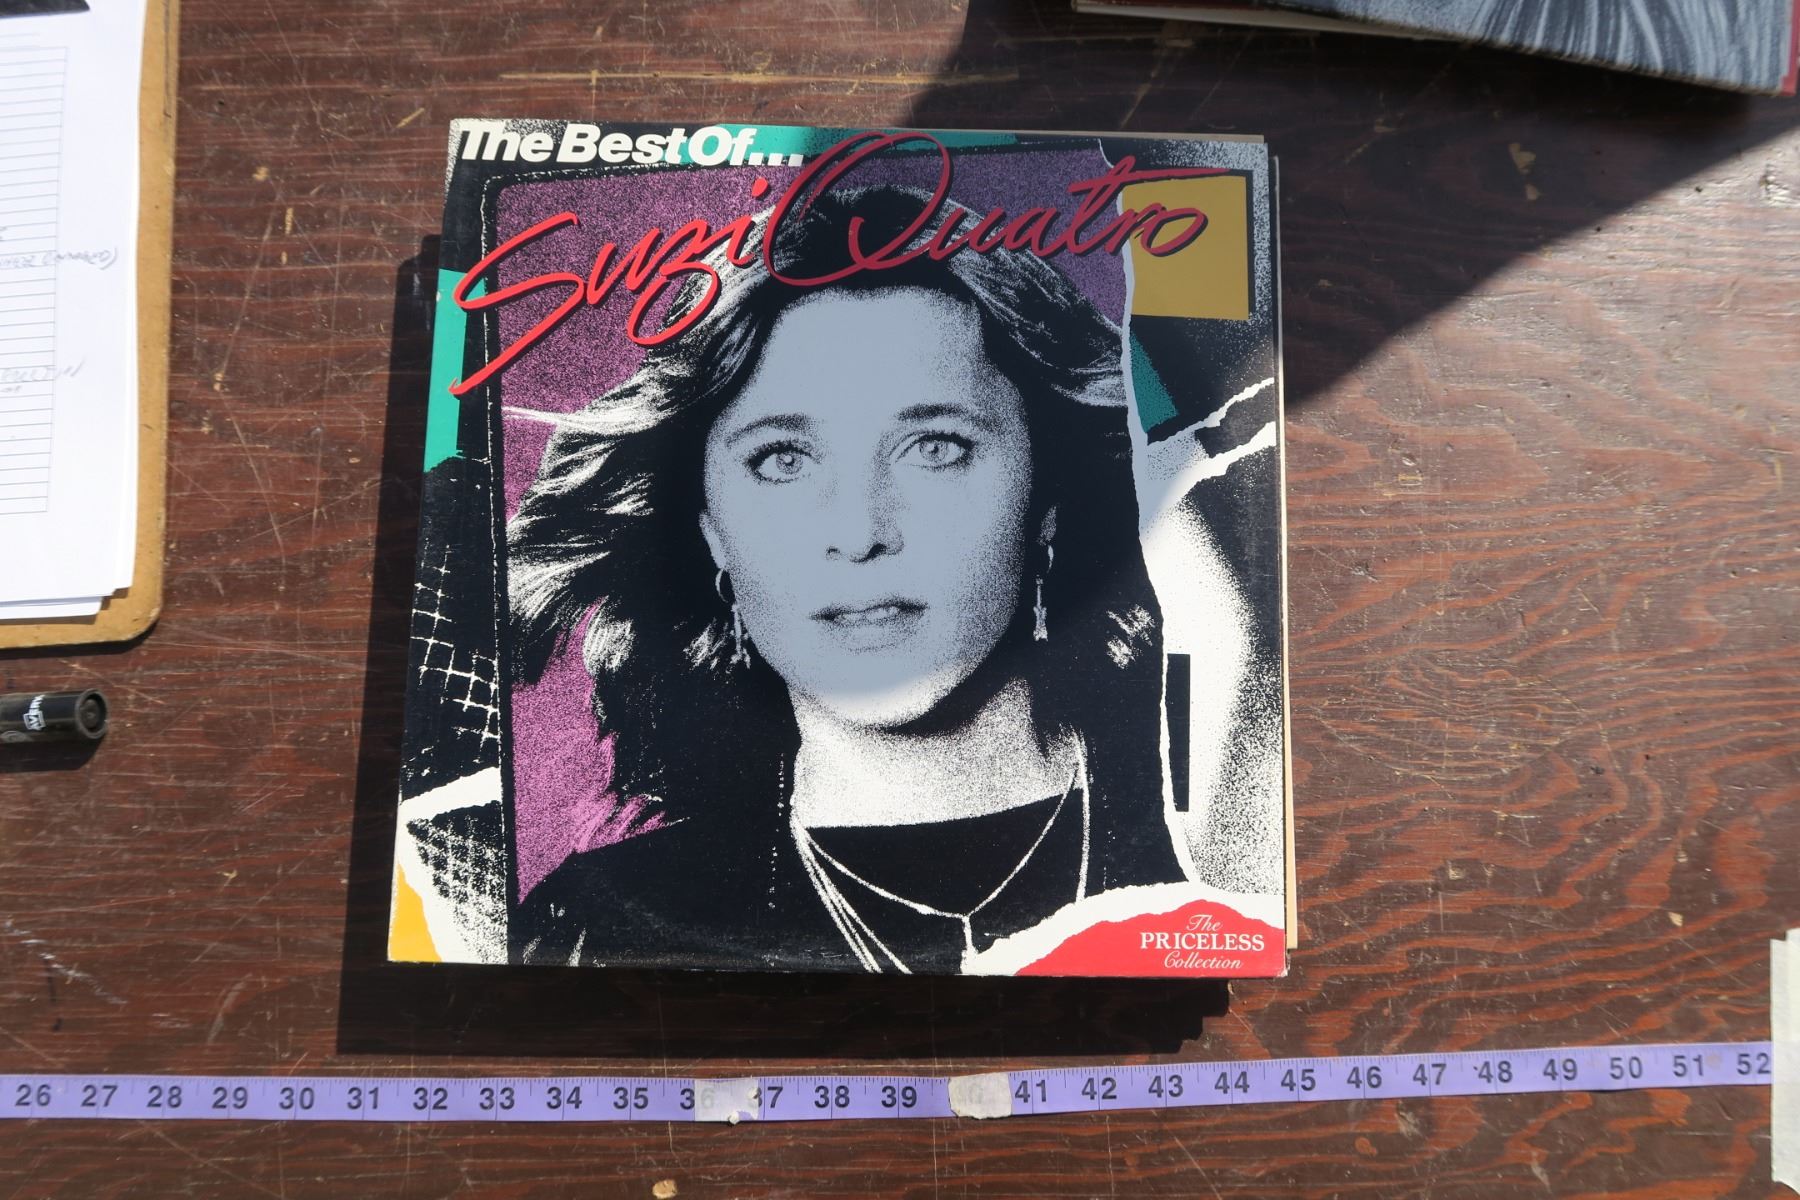 The Best Of...
Suzi Quatro
The
PRICELESS
Collection
AVERY
26 27 28 29 30 31 32 33 34 35 36 37 38 39 41 42 43 44 45 46 47 48 49 50 51 52